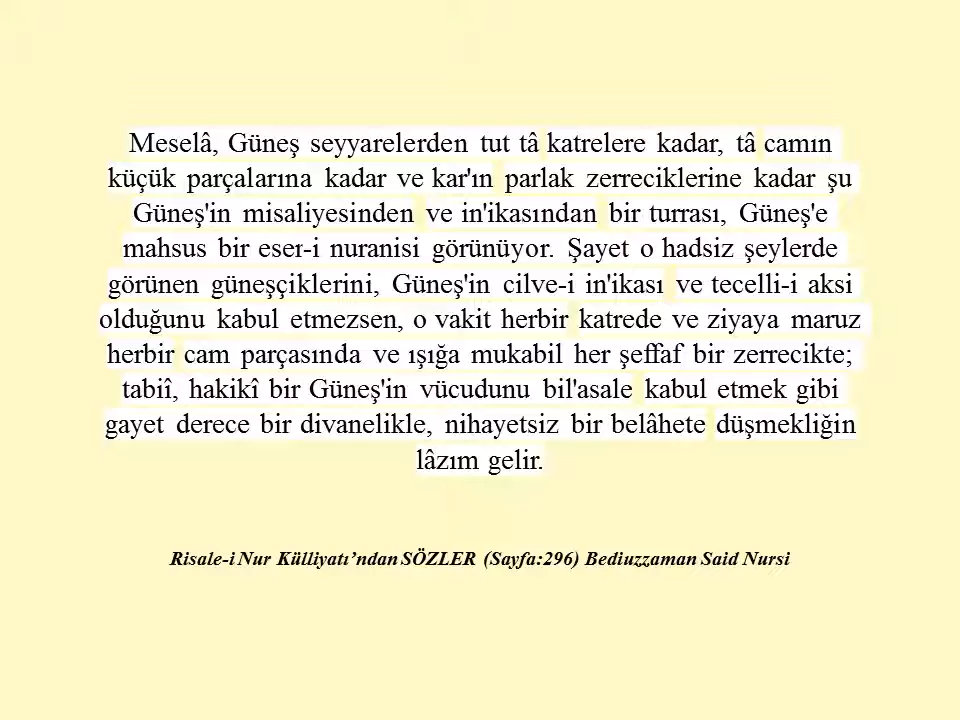 Meselâ, Güneş seyyarelerden tut tâ katrelere kadar, tâ camın
küçük parçalarına kadar ve kar'ın parlak zerreciklerine kadar şu
Güneş'in misaliyesinden ve in'ikasından bir turrası, Güneş'e
mahsus bir eser-i nuranisi görünüyor. Şayet o hadsiz şeylerde
görünen güneşçiklerini, Güneş'in cilve-i in'ikası ve tecelli-i aksi
olduğunu kabul etmezsen, o vakit herbir katrede ve ziyaya maruz
herbir cam parçasında ve ışığa mukabil her şeffaf bir zerrecikte;
tabiî, hakikî bir Güneş'in vücudunu bil'asale kabul etmek gibi
gayet derece bir divanelikle, nihayetsiz bir belâhete düşmekliğin
lâzım gelir.
Risale-i Nur Külliyatı’ndan SÖZLER (Sayfa:296) Bediuzzaman Said Nursi